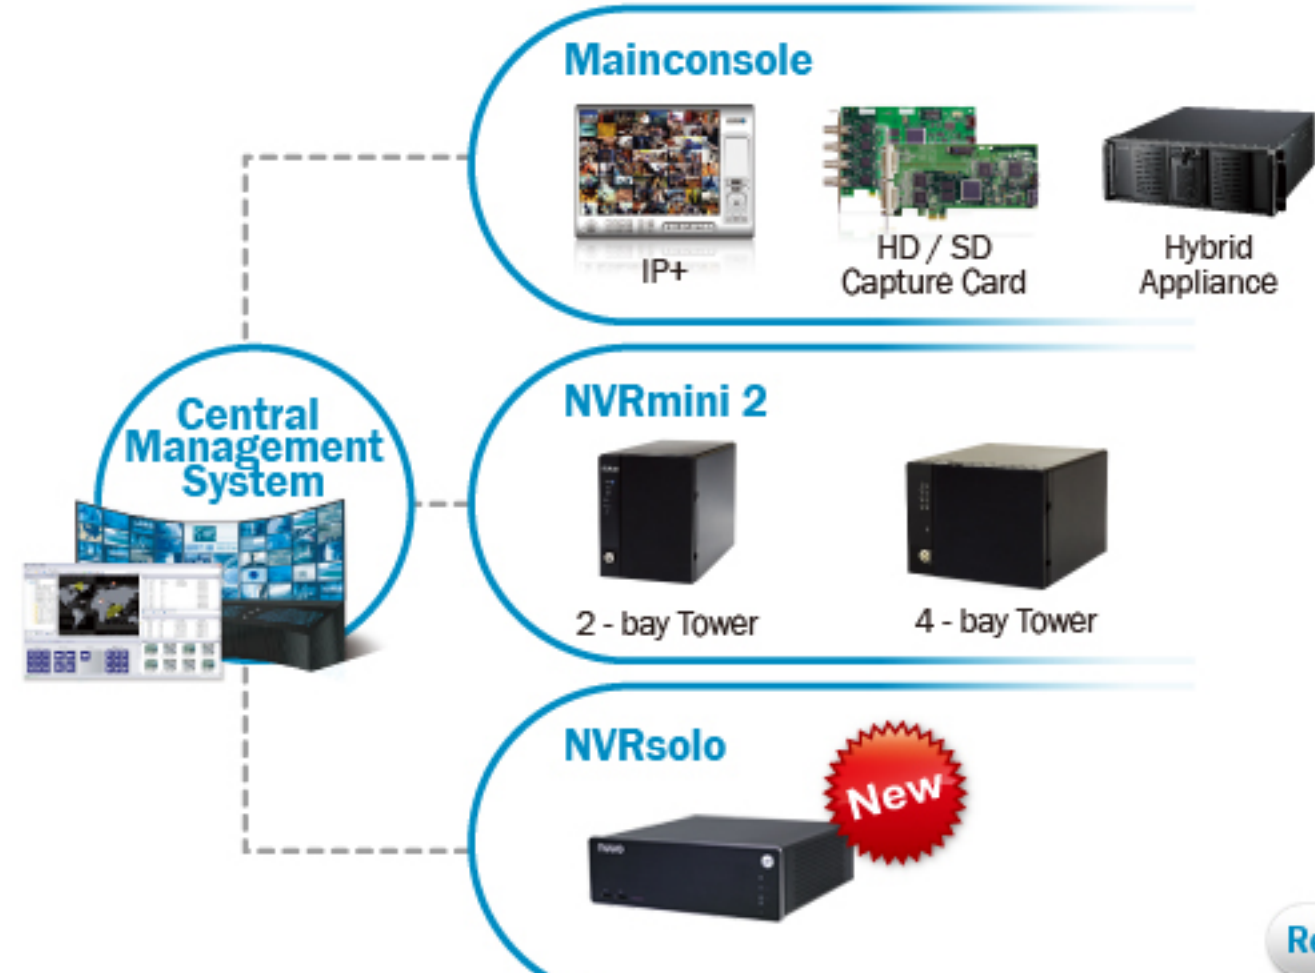 Mainconsole
IP+
HD / SD
Capture Card
Hybrid
Appliance
Central
Management
System
NVRmini 2
2 - bay Tower
4 - bay Tower
NVRsolo
New
nuuo